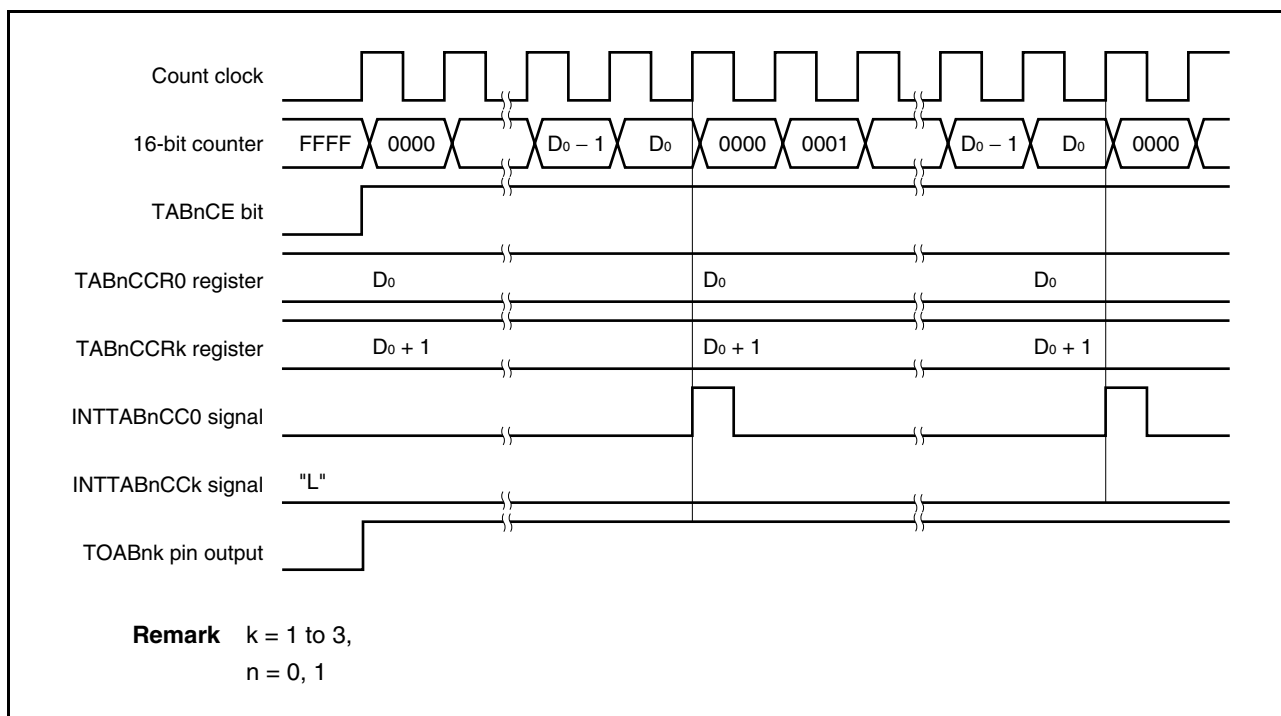 Count clock
16-bit counter FFFF 0000 D₀ − 1 D₀ 0000 0001 D₀ − 1 D₀ 0000
TABnCE bit
TABnCCR0 register D₀ D₀ D₀
TABnCCRk register D₀ + 1 D₀ + 1 D₀ + 1
INTTABnCC0 signal
INTTABnCCk signal "L"
TOABnk pin output
Remark k = 1 to 3,
n = 0, 1